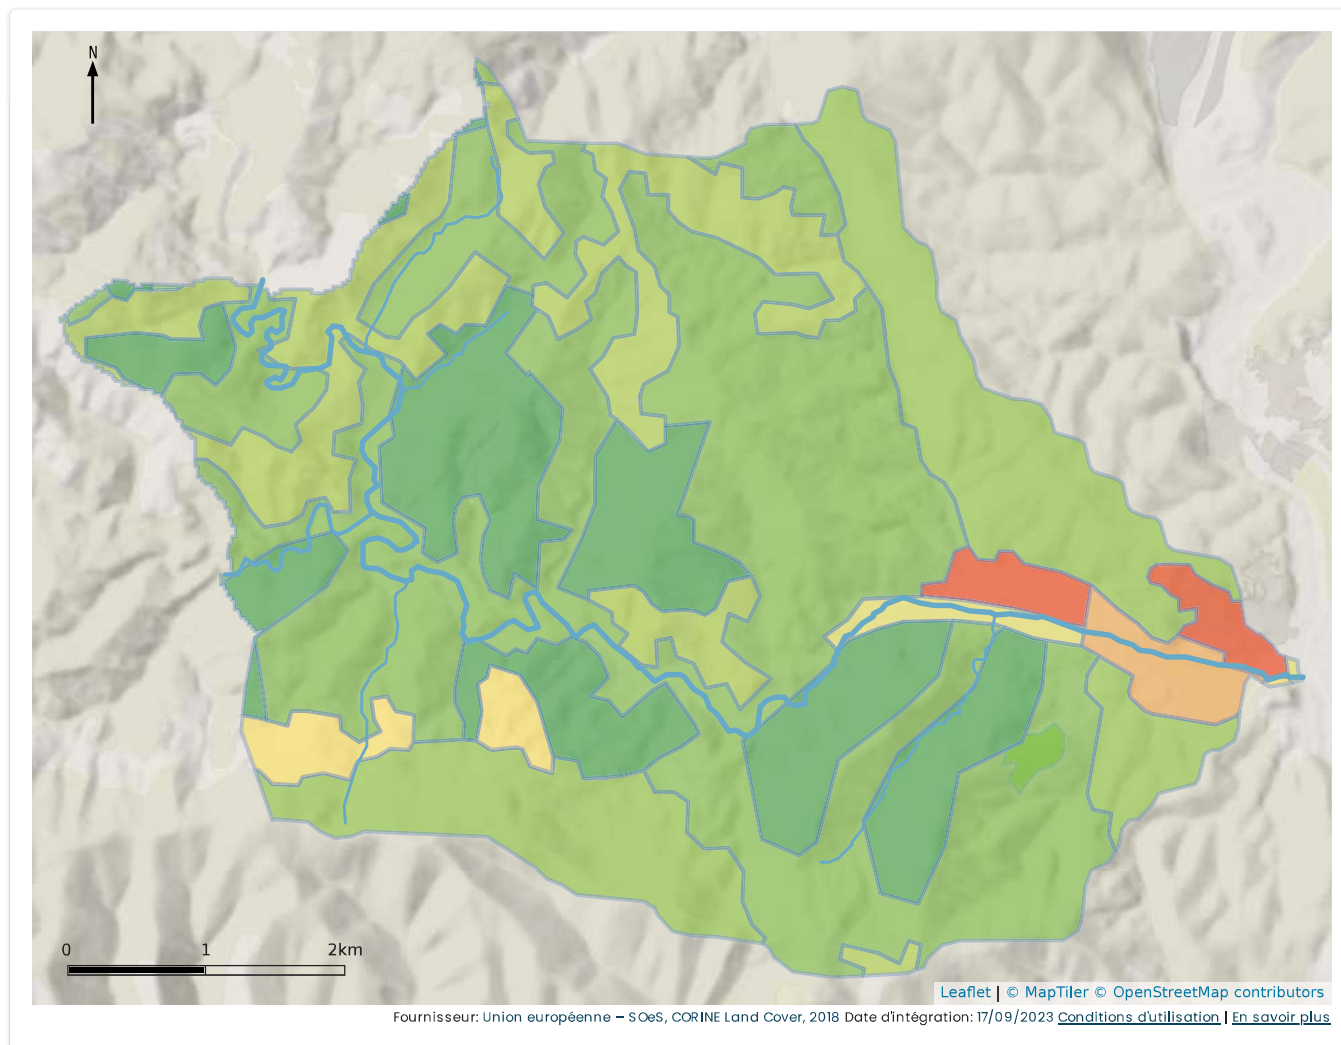 N
0 1 2km
Leaflet | © MapTiler © OpenStreetMap contributors
Fournisseur: Union européenne – SOeS, CORINE Land Cover, 2018 Date d'intégration: 17/09/2023 Conditions d'utilisation | En savoir plus